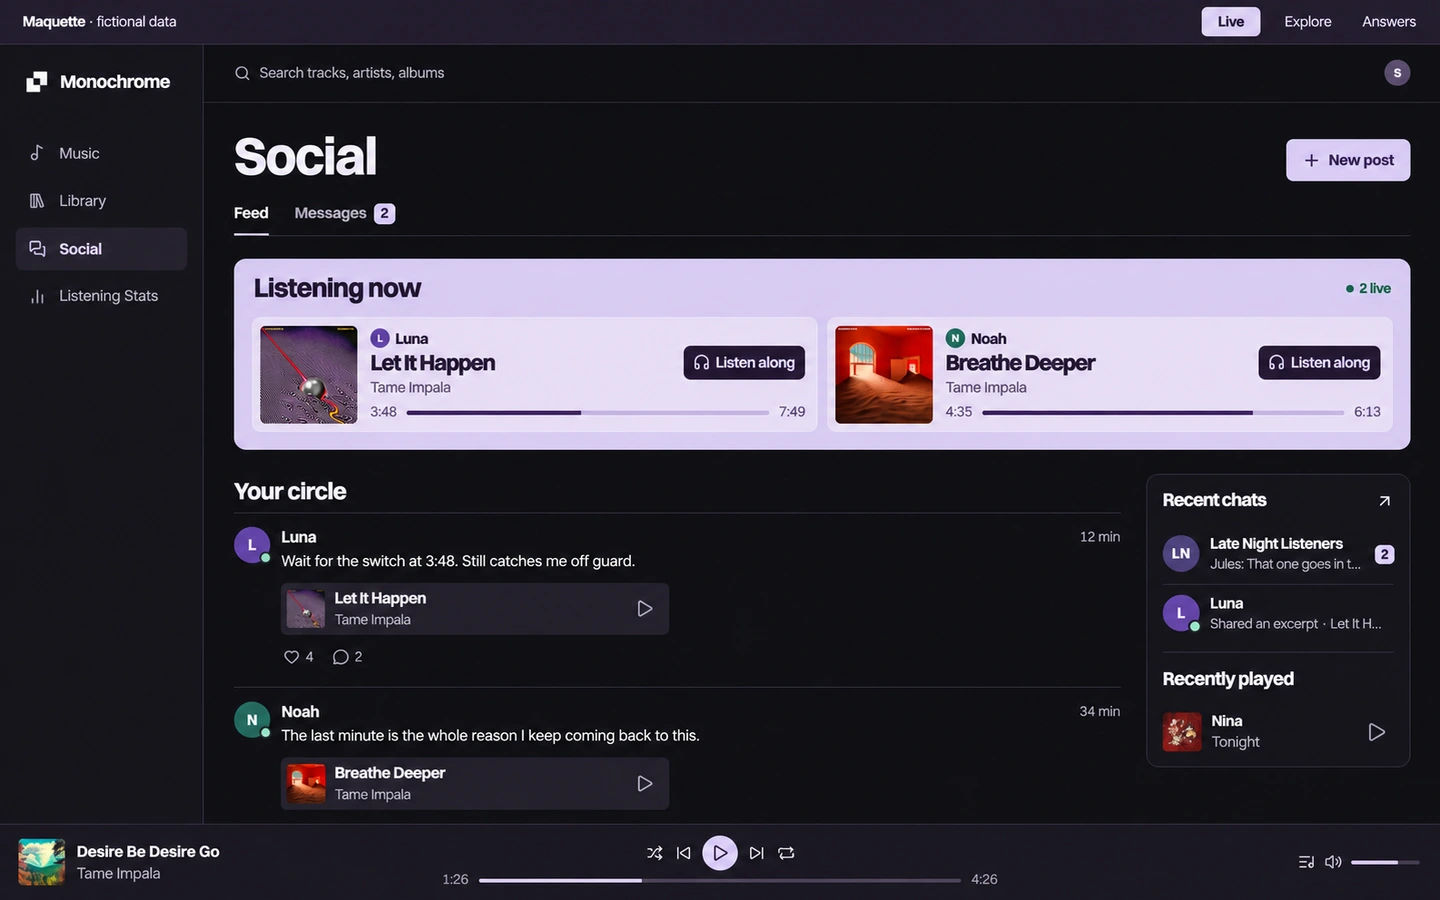 Maquette · fictional data
Live
Explore
Answers
Monochrome
Search tracks, artists, albums
S
Music
Library
Social
Listening Stats
Social
New post
Feed
Messages 2
Listening now
2 live
L Luna
Let It Happen
Tame Impala
Listen along
3:48
7:49
N Noah
Breathe Deeper
Tame Impala
Listen along
4:35
6:13
Your circle
L
Luna
12 min
Wait for the switch at 3:48. Still catches me off guard.
Let It Happen
Tame Impala
4
2
N
Noah
34 min
The last minute is the whole reason I keep coming back to this.
Breathe Deeper
Tame Impala
Recent chats
LN
Late Night Listeners
Jules: That one goes in t...
2
L
Luna
Shared an excerpt · Let It H...
Recently played
Nina
Tonight
Desire Be Desire Go
Tame Impala
1:26
4:26